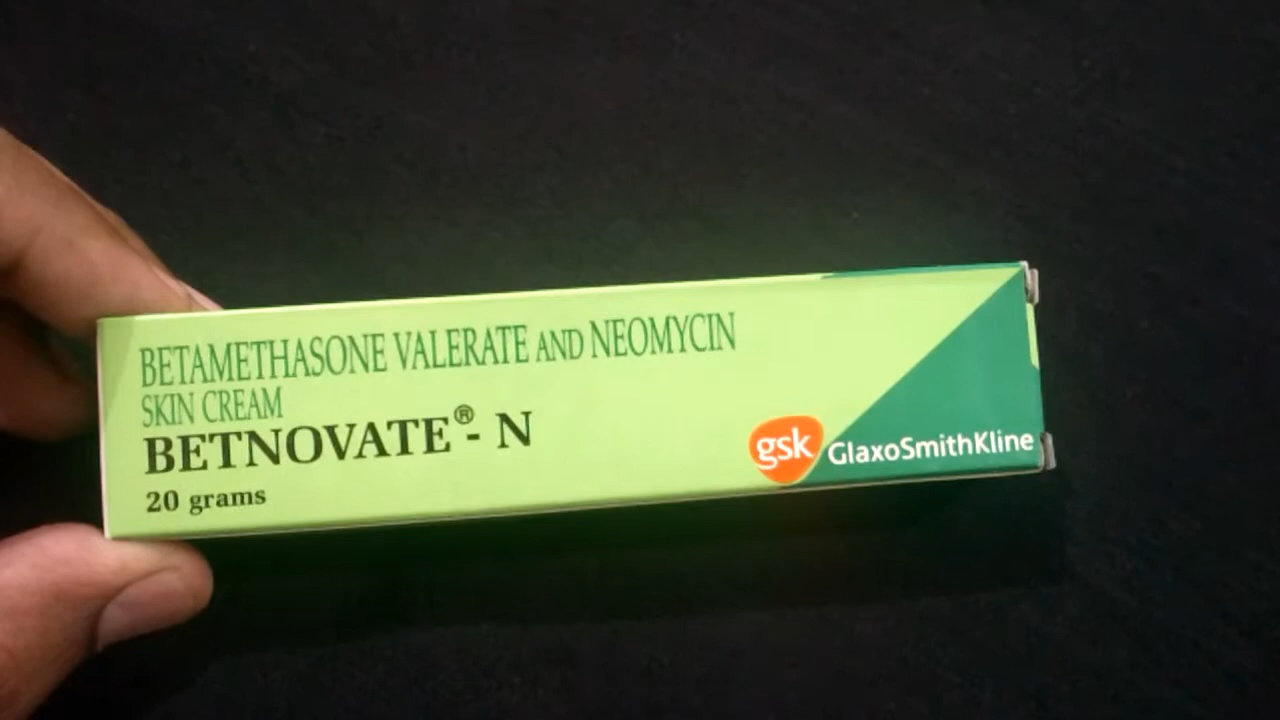 BETAMETHASONE VALERATE AND NEOMYCIN
SKIN CREAM
BETNOVATE®- N
20 grams
gsk GlaxoSmithKline